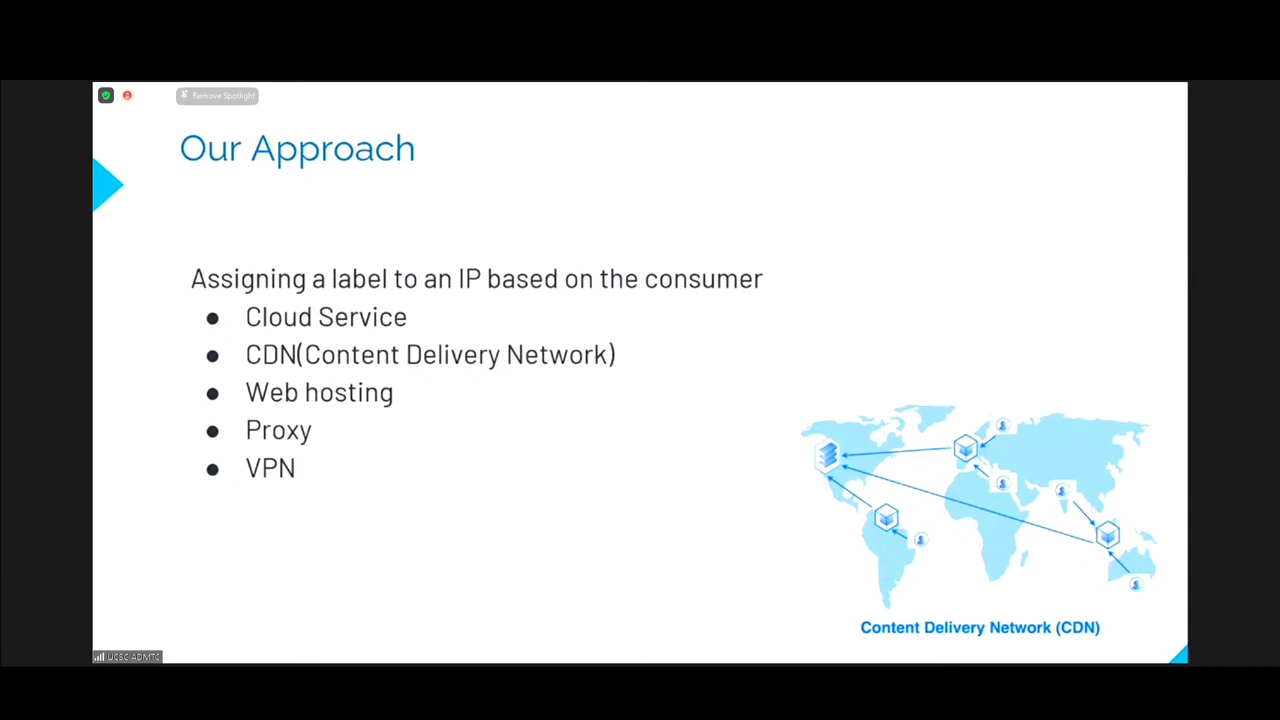 Remove Spotlight
Our Approach
Assigning a label to an IP based on the consumer
● Cloud Service
● CDN(Content Delivery Network)
● Web hosting
● Proxy
● VPN
Content Delivery Network (CDN)
UCSC ADMTC